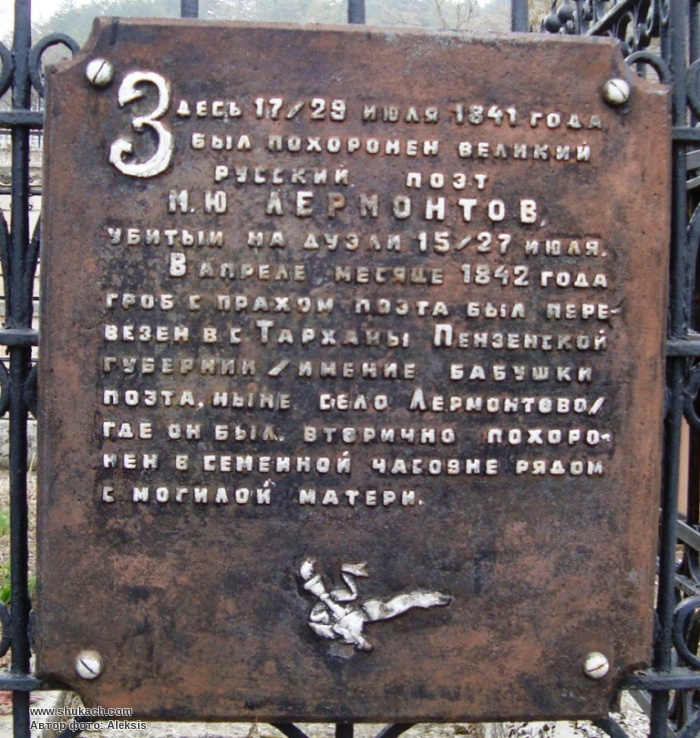 Здесь 17/29 июля 1841 года
был похоронен великий
русский поэт
М.Ю ЛЕРМОНТОВ,
убитый на дуэли 15/27 июля.
В апреле месяце 1842 года
гроб с прахом поэта был пере-
везен в с Тарханы Пензенской
губернии /имение бабушки
поэта, ныне село Лермонтово/
где он был вторично похоро-
нен в семейной часовне рядом
с могилой матери.
www.shukach.com
Автор фото: Aleksis